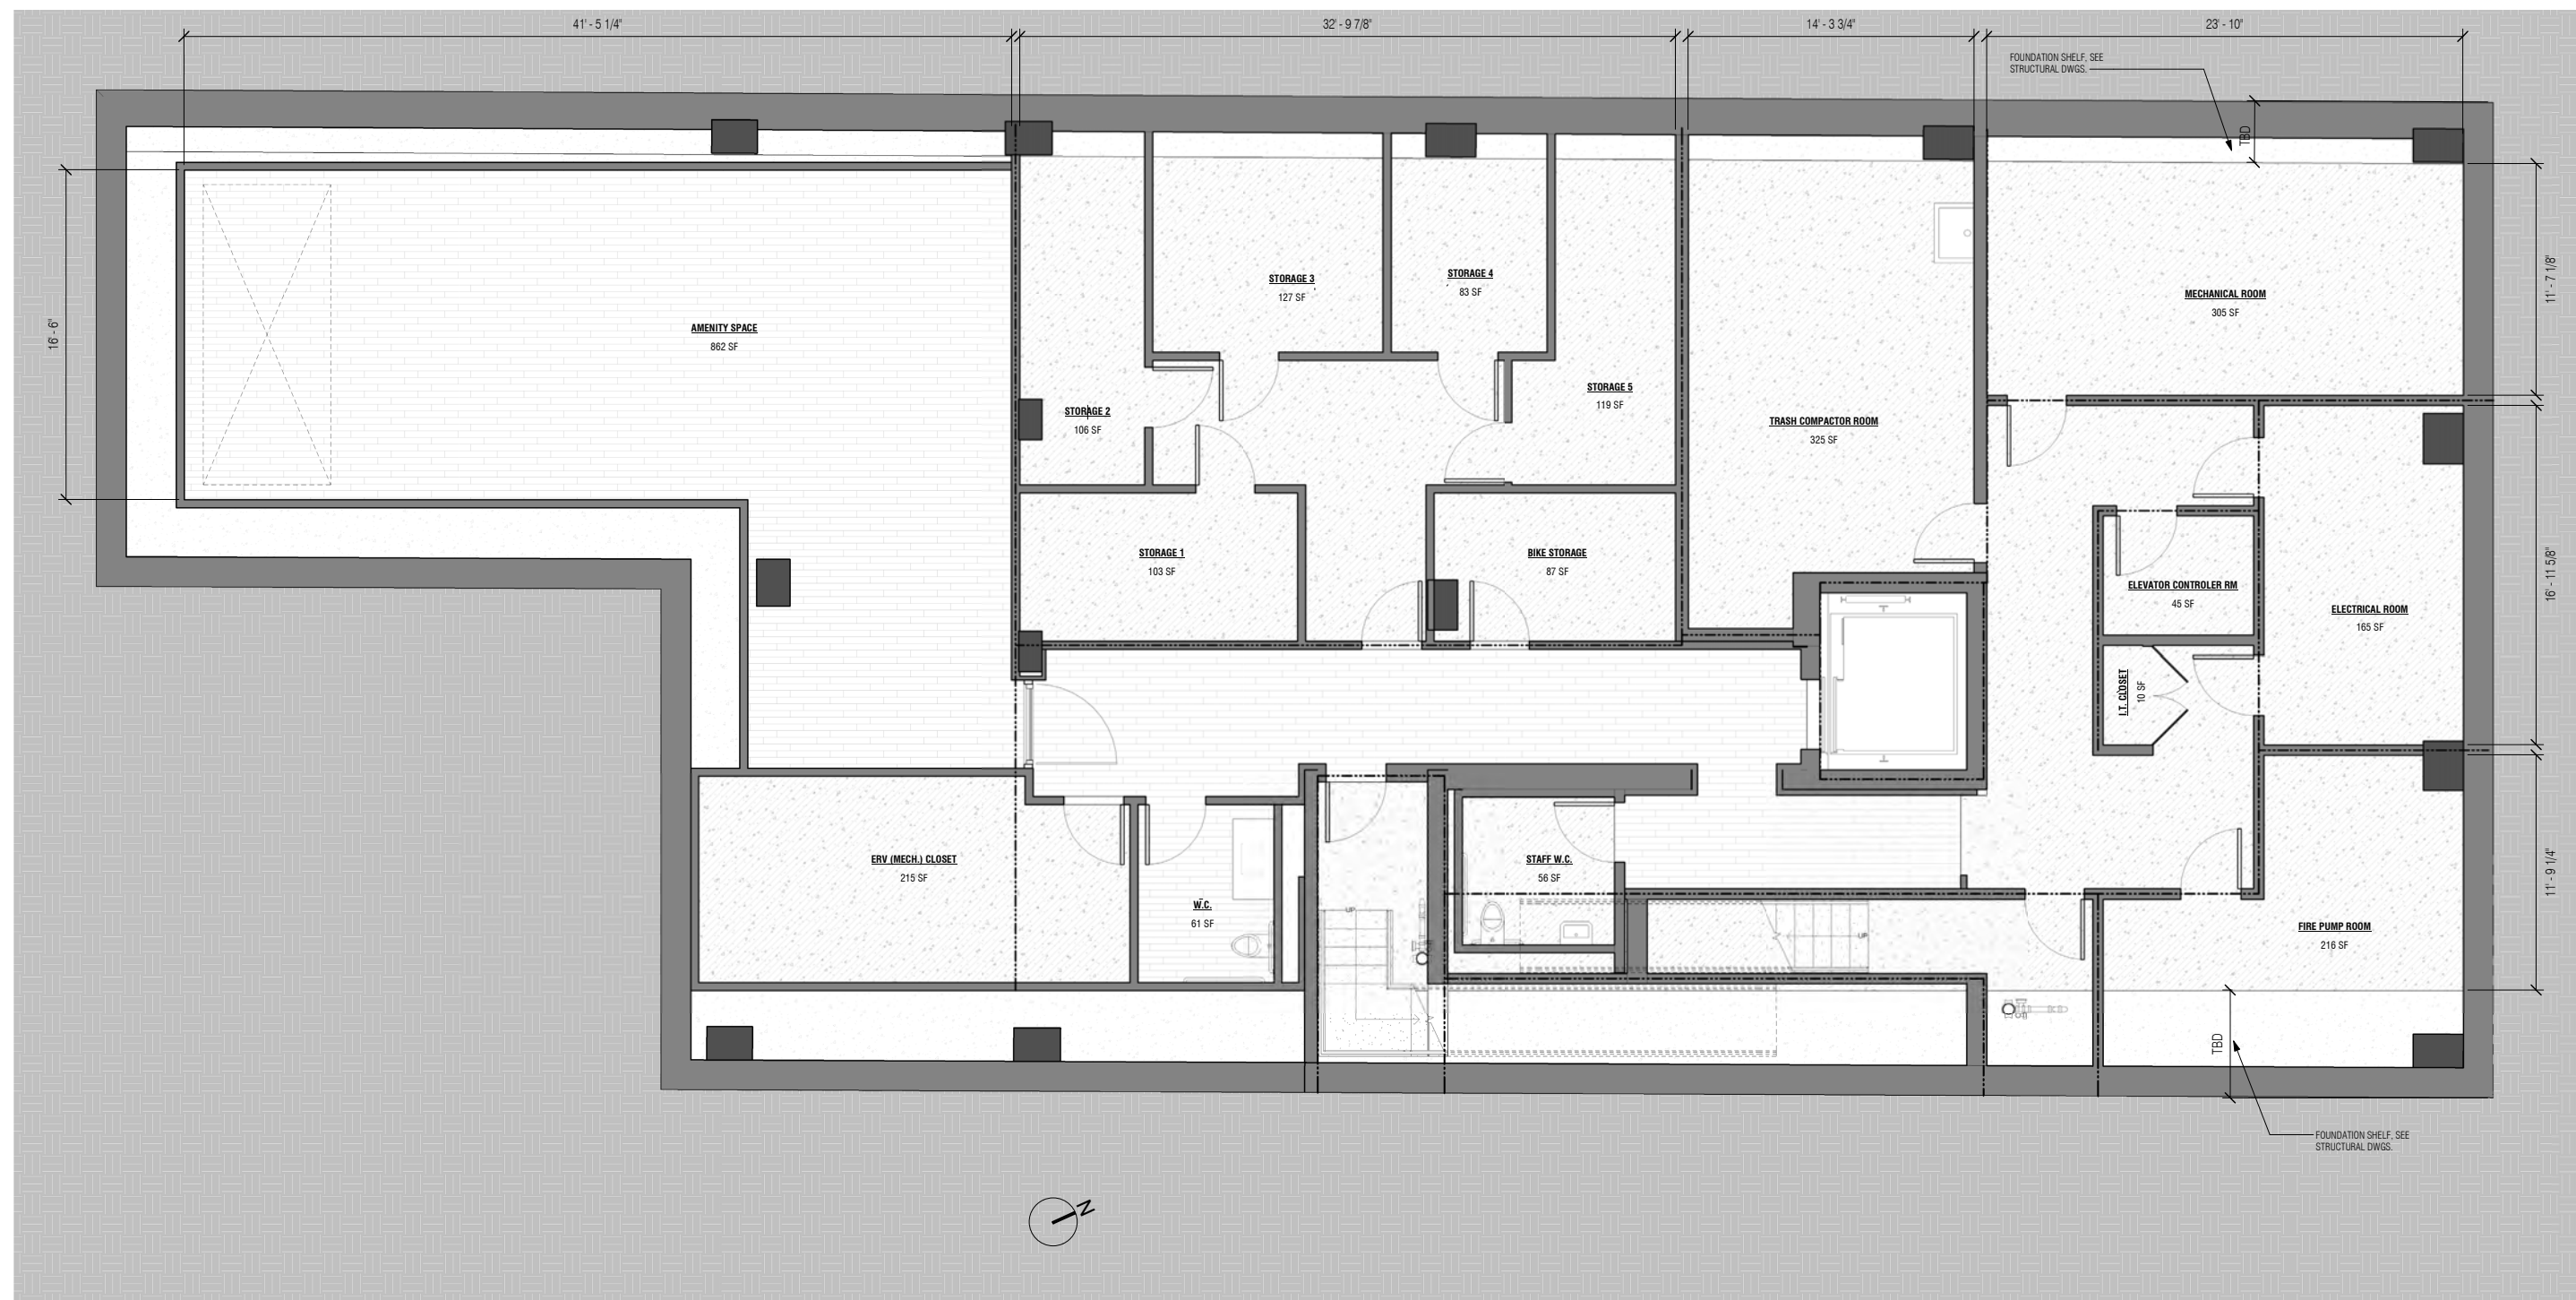 41' - 5 1/4"
32' - 9 7/8"
14' - 3 3/4"
23' - 10"
FOUNDATION SHELF, SEE
STRUCTURAL DWGS.
TBD
16' - 6"
11' - 7 1/8"
AMENITY SPACE
862 SF
STORAGE 3
127 SF
STORAGE 4
83 SF
MECHANICAL ROOM
305 SF
STORAGE 2
106 SF
STORAGE 5
119 SF
TRASH COMPACTOR ROOM
325 SF
STORAGE 1
103 SF
BIKE STORAGE
87 SF
ELEVATOR CONTROLER RM
45 SF
ELECTRICAL ROOM
165 SF
16' - 11 5/8"
I.T. CLOSET
10 SF
ERV (MECH.) CLOSET
215 SF
W.C.
61 SF
STAFF W.C.
56 SF
UP
UP
FIRE PUMP ROOM
216 SF
11' - 9 1/4"
TBD
FOUNDATION SHELF, SEE
STRUCTURAL DWGS.
N